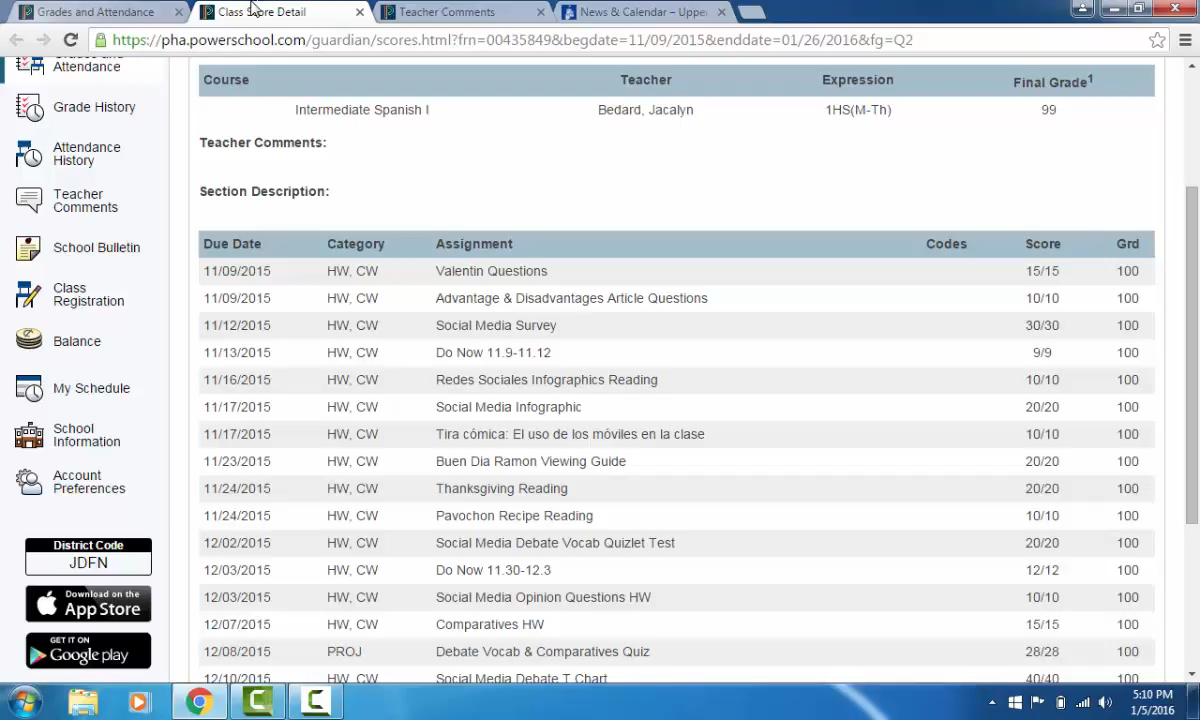 Grades and Attendance
Class Score Detail
Teacher Comments
News & Calendar – Uppe
https://pha.powerschool.com/guardian/scores.html?frn=00435849&begdate=11/09/2015&enddate=01/26/2016&fg=Q2
Attendance
Grade History
Attendance
History
Teacher
Comments
School Bulletin
Class
Registration
Balance
My Schedule
School
Information
Account
Preferences
District Code
JDFN
Download on the
App Store
GET IT ON
Google play
Course Teacher Expression Final Grade1
Intermediate Spanish I Bedard, Jacalyn 1HS(M-Th) 99
Teacher Comments:
Section Description:
Due Date Category Assignment Codes Score Grd
11/09/2015 HW, CW Valentin Questions 15/15 100
11/09/2015 HW, CW Advantage & Disadvantages Article Questions 10/10 100
11/12/2015 HW, CW Social Media Survey 30/30 100
11/13/2015 HW, CW Do Now 11.9-11.12 9/9 100
11/16/2015 HW, CW Redes Sociales Infographics Reading 10/10 100
11/17/2015 HW, CW Social Media Infographic 20/20 100
11/17/2015 HW, CW Tira cómica: El uso de los móviles en la clase 10/10 100
11/23/2015 HW, CW Buen Dia Ramon Viewing Guide 20/20 100
11/24/2015 HW, CW Thanksgiving Reading 20/20 100
11/24/2015 HW, CW Pavochon Recipe Reading 10/10 100
12/02/2015 HW, CW Social Media Debate Vocab Quizlet Test 20/20 100
12/03/2015 HW, CW Do Now 11.30-12.3 12/12 100
12/03/2015 HW, CW Social Media Opinion Questions HW 10/10 100
12/07/2015 HW, CW Comparatives HW 15/15 100
12/08/2015 PROJ Debate Vocab & Comparatives Quiz 28/28 100
12/10/2015 HW, CW Social Media Debate T Chart 40/40 100
5:10 PM
1/5/2016